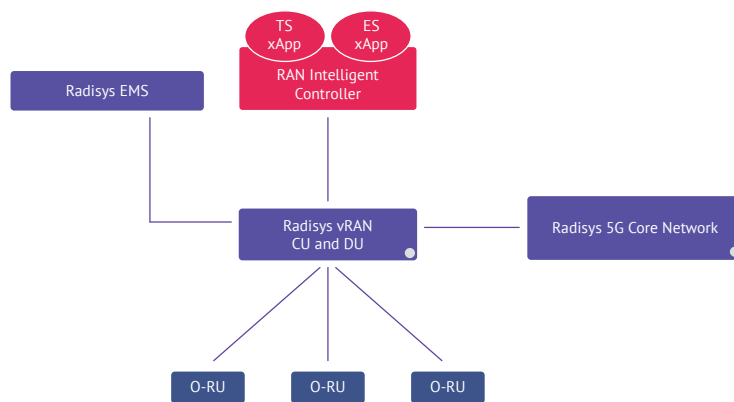 TS
xApp
ES
xApp
RAN Intelligent
Controller
Radisys EMS
Radisys vRAN
CU and DU
Radisys 5G Core Network
O-RU
O-RU
O-RU